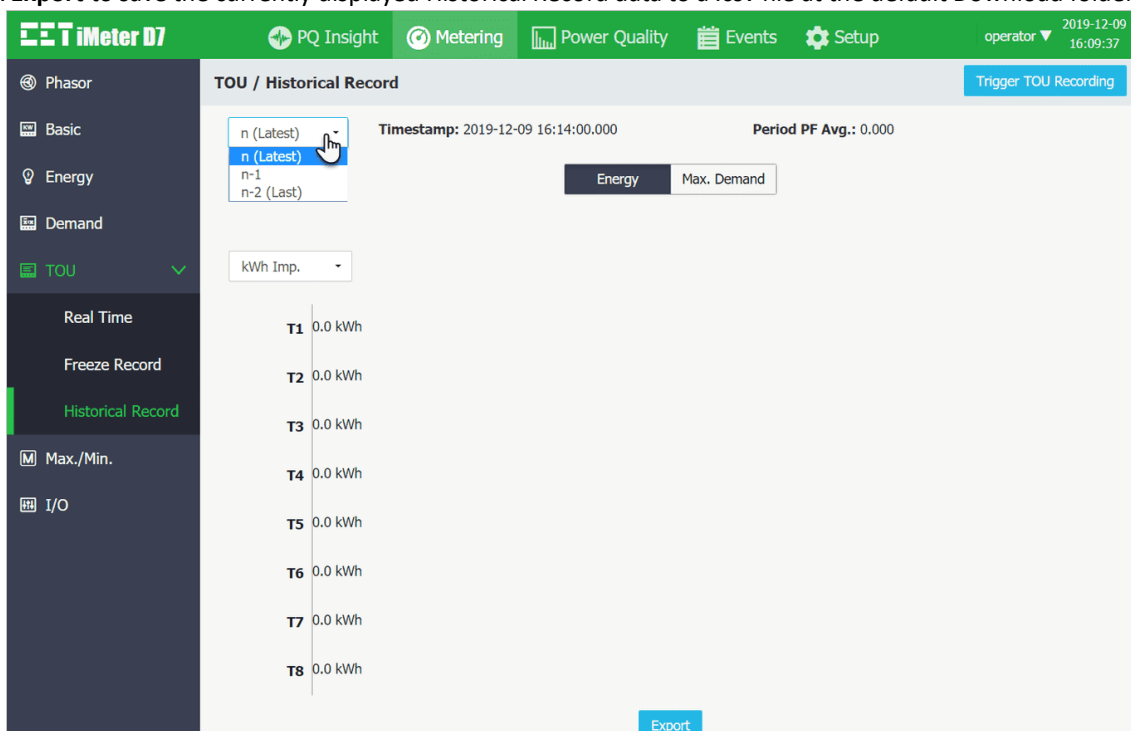 Export to save the currently displayed Historical Record data to a .csv file at the default Download folder
CET iMeter D7 PQ Insight Metering Power Quality Events Setup operator ▼ 2019-12-09
16:09:37
Phasor
TOU / Historical Record
Trigger TOU Recording
Basic
n (Latest)
Timestamp: 2019-12-09 16:14:00.000
Period PF Avg.: 0.000
n (Latest)
n-1
n-2 (Last)
Energy
Energy
Max. Demand
Demand
TOU
kWh Imp.
Real Time
T1 0.0 kWh
Freeze Record
T2 0.0 kWh
Historical Record
T3 0.0 kWh
Max./Min.
T4 0.0 kWh
I/O
T5 0.0 kWh
T6 0.0 kWh
T7 0.0 kWh
T8 0.0 kWh
Export